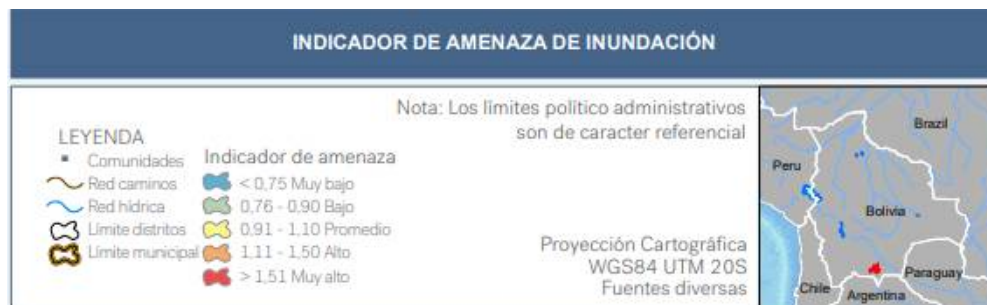 INDICADOR DE AMENAZA DE INUNDACIÓN
Nota: Los límites político administrativos
son de caracter referencial
LEYENDA
Comunidades
Red caminos
Red hídrica
Límite distritos
Límite municipal
Indicador de amenaza
< 0,75 Muy bajo
0,76 - 0,90 Bajo
0,91 - 1,10 Promedio
1,11 - 1,50 Alto
> 1,51 Muy alto
Proyección Cartográfica
WGS84 UTM 20S
Fuentes diversas
Brazil
Peru
Bolivia
Paraguay
Chile
Argentina